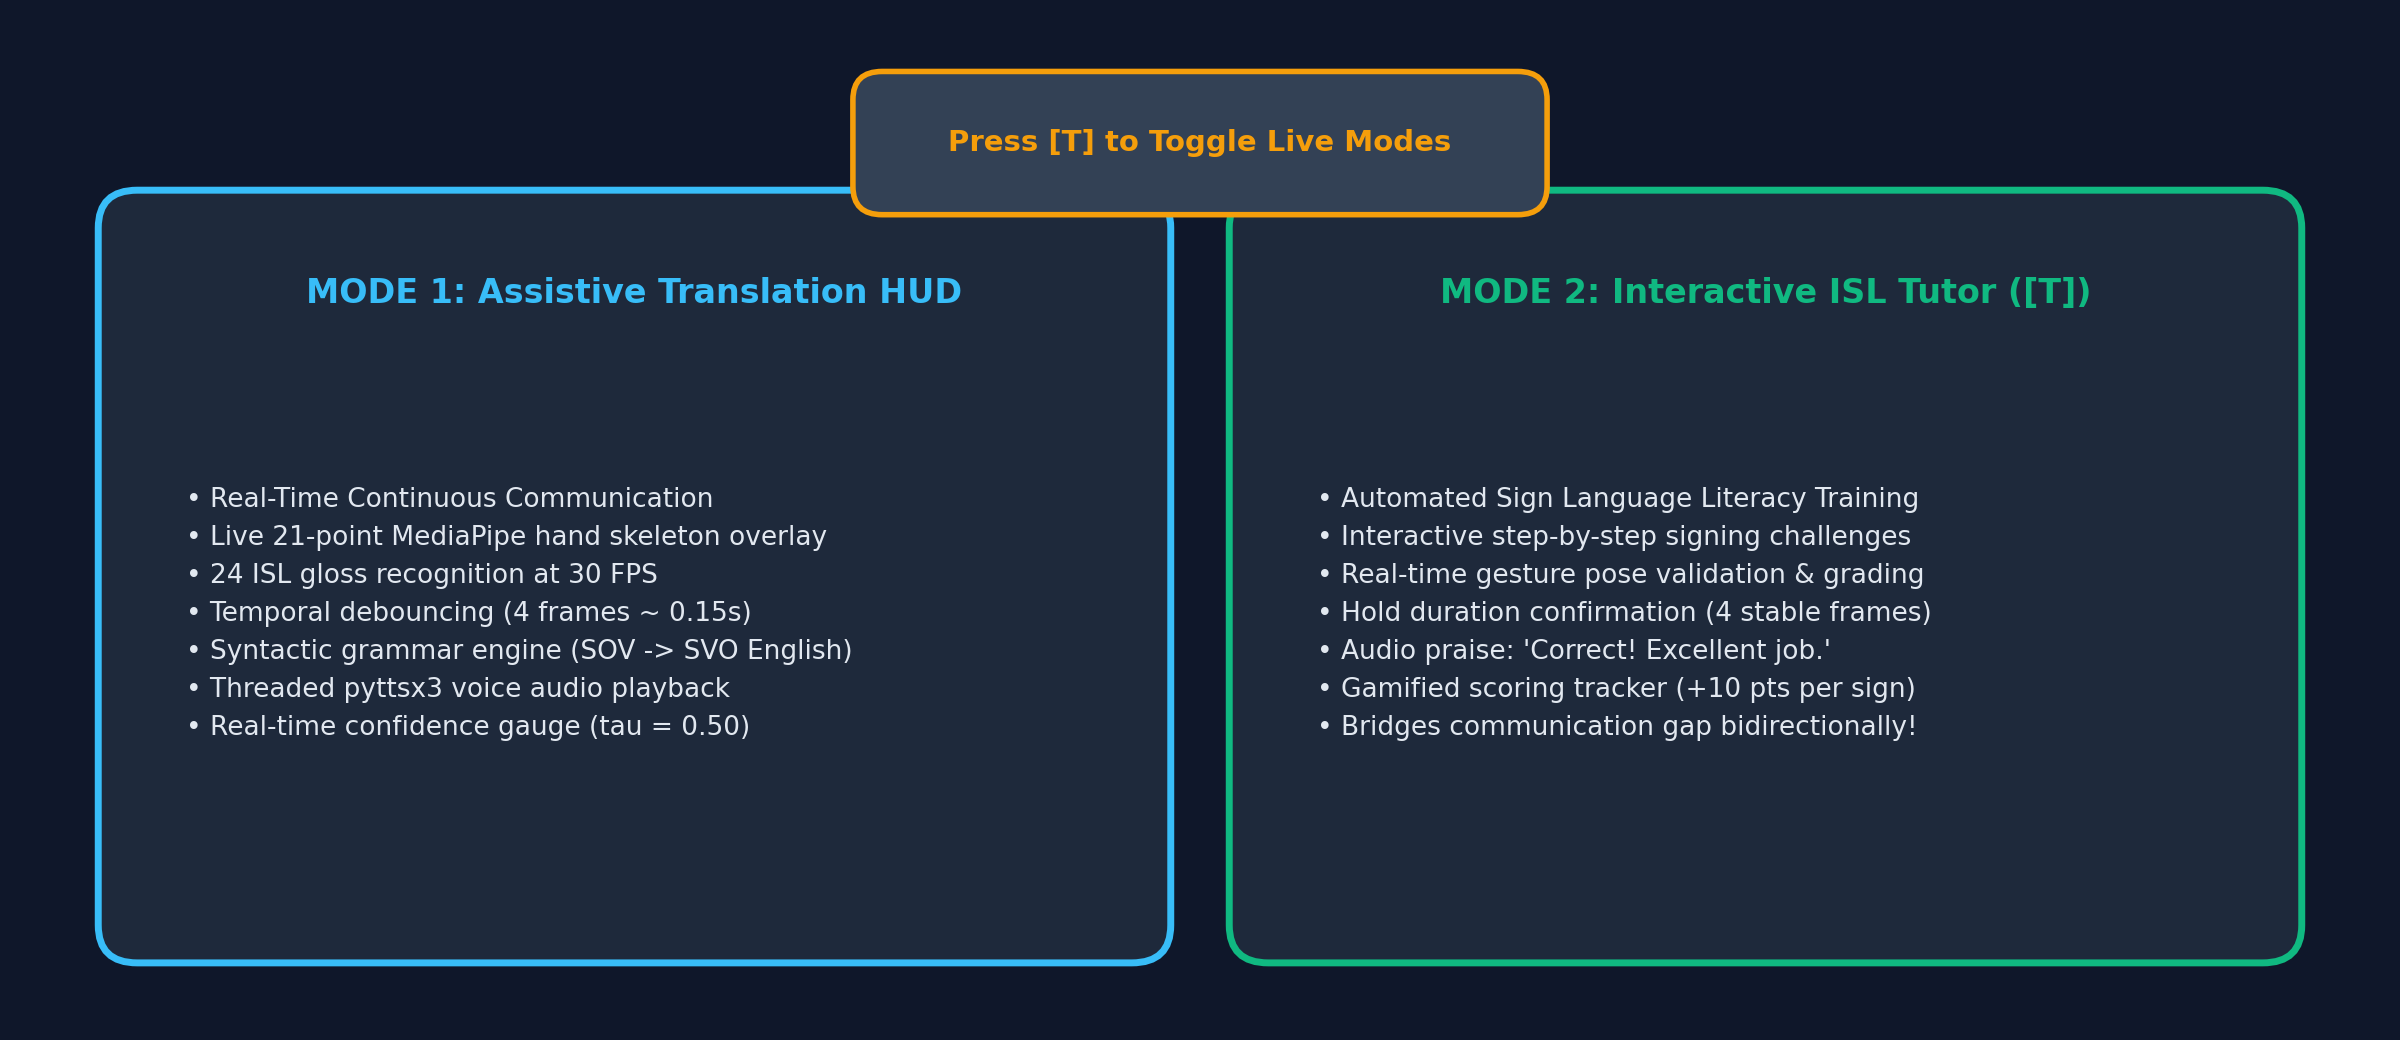 Press [T] to Toggle Live Modes
MODE 1: Assistive Translation HUD
• Real-Time Continuous Communication
• Live 21-point MediaPipe hand skeleton overlay
• 24 ISL gloss recognition at 30 FPS
• Temporal debouncing (4 frames ~ 0.15s)
• Syntactic grammar engine (SOV -> SVO English)
• Threaded pyttsx3 voice audio playback
• Real-time confidence gauge (tau = 0.50)
MODE 2: Interactive ISL Tutor ([T])
• Automated Sign Language Literacy Training
• Interactive step-by-step signing challenges
• Real-time gesture pose validation & grading
• Hold duration confirmation (4 stable frames)
• Audio praise: 'Correct! Excellent job.'
• Gamified scoring tracker (+10 pts per sign)
• Bridges communication gap bidirectionally!